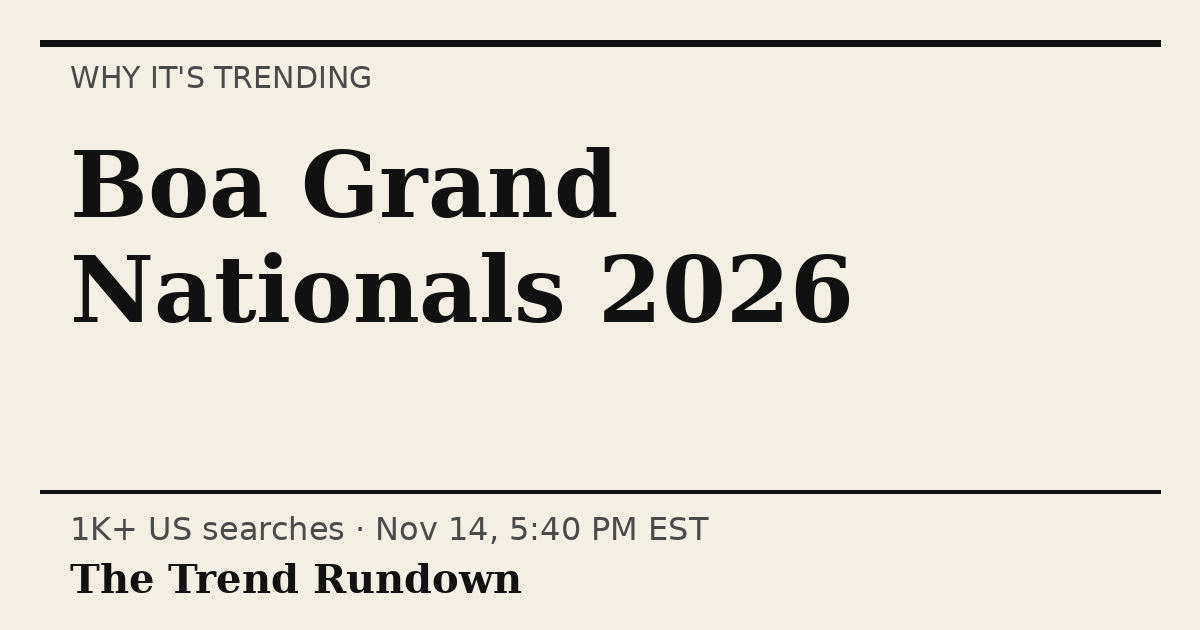 WHY IT'S TRENDING
Boa Grand
Nationals 2026
1K+ US searches · Nov 14, 5:40 PM EST
The Trend Rundown